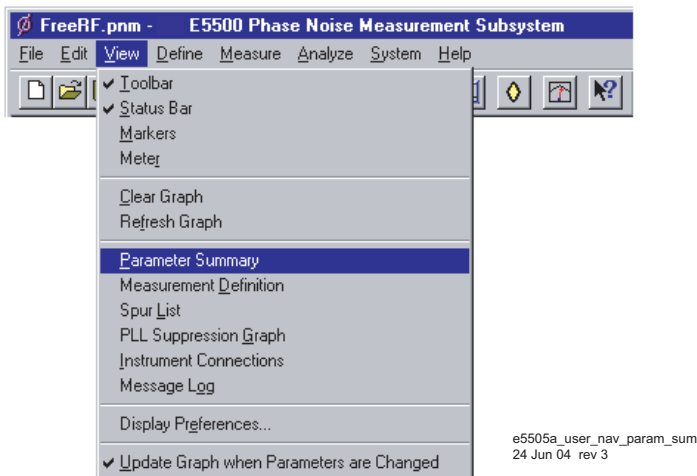 FreeRF.pnm - E5500 Phase Noise Measurement Subsystem
File Edit View Define Measure Analyze System Help
Toolbar
Status Bar
Markers
Meter
Clear Graph
Refresh Graph
Parameter Summary
Measurement Definition
Spur List
PLL Suppression Graph
Instrument Connections
Message Log
Display Preferences...
Update Graph when Parameters are Changed
e5505a_user_nav_param_sum
24 Jun 04 rev 3